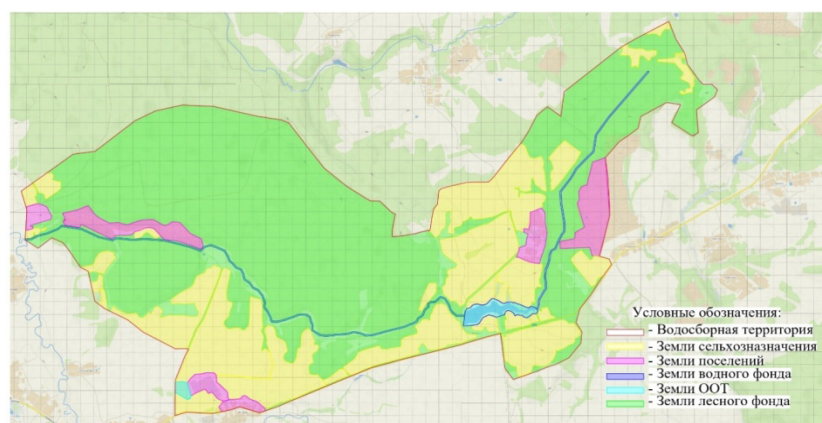 Условные обозначения:
- Водосборная территория
- Земли сельхозназначения
- Земли поселений
- Земли водного фонда
- Земли ООТ
- Земли лесного фонда